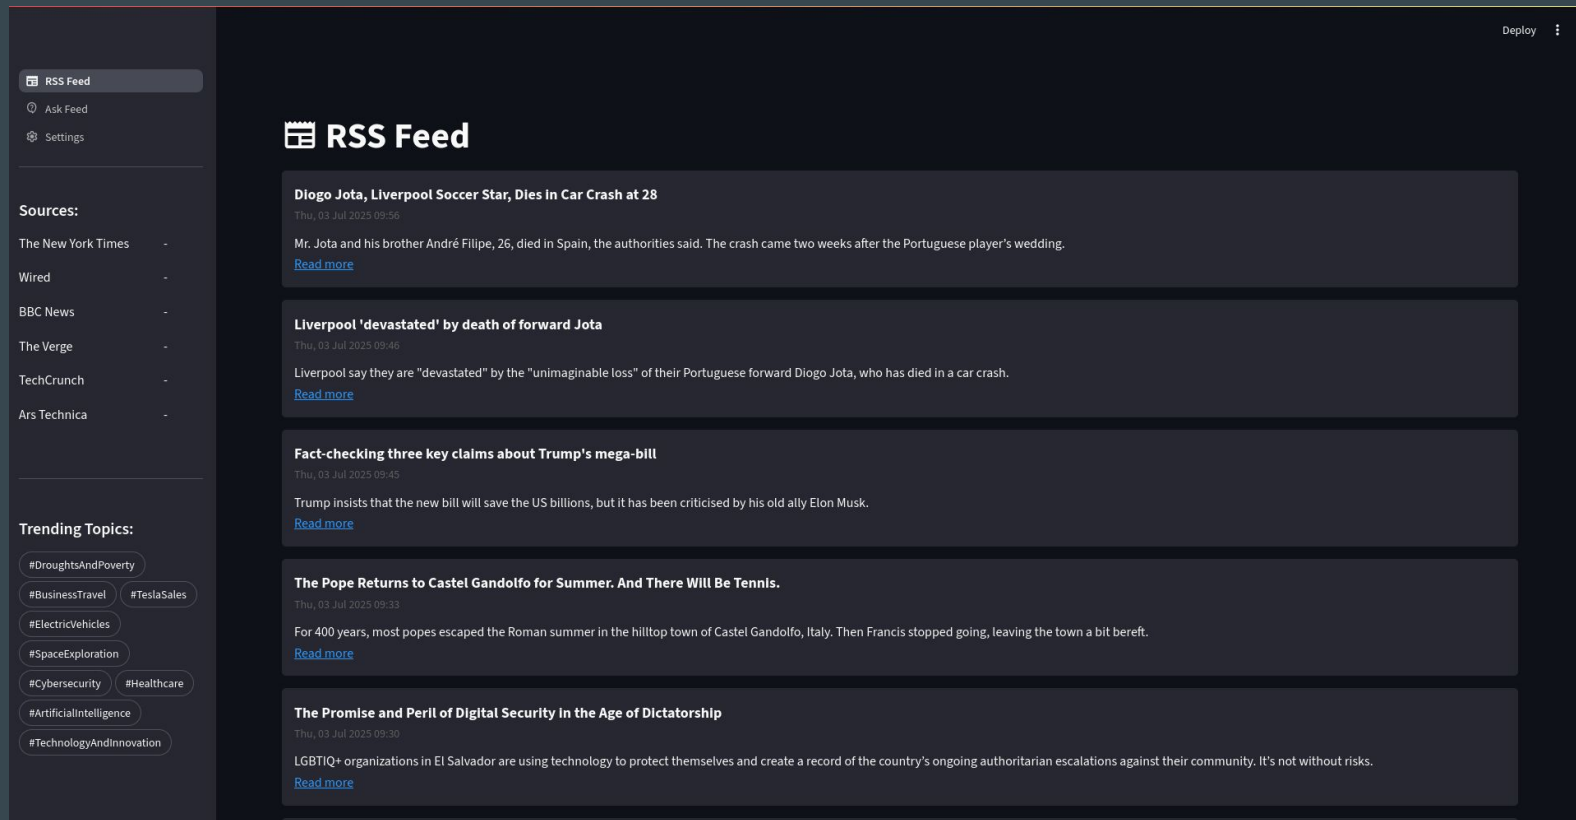 Deploy
RSS Feed
Ask Feed
Settings
Sources:
The New York Times -
Wired -
BBC News -
The Verge -
TechCrunch -
Ars Technica -
Trending Topics:
#DroughtsAndPoverty
#BusinessTravel #TeslaSales
#ElectricVehicles
#SpaceExploration
#Cybersecurity #Healthcare
#ArtificialIntelligence
#TechnologyAndInnovation
RSS Feed
Diogo Jota, Liverpool Soccer Star, Dies in Car Crash at 28
Thu, 03 Jul 2025 09:56
Mr. Jota and his brother André Filipe, 26, died in Spain, the authorities said. The crash came two weeks after the Portuguese player’s wedding.
Read more
Liverpool 'devastated' by death of forward Jota
Thu, 03 Jul 2025 09:46
Liverpool say they are "devastated" by the "unimaginable loss" of their Portuguese forward Diogo Jota, who has died in a car crash.
Read more
Fact-checking three key claims about Trump's mega-bill
Thu, 03 Jul 2025 09:45
Trump insists that the new bill will save the US billions, but it has been criticised by his old ally Elon Musk.
Read more
The Pope Returns to Castel Gandolfo for Summer. And There Will Be Tennis.
Thu, 03 Jul 2025 09:33
For 400 years, most popes escaped the Roman summer in the hilltop town of Castel Gandolfo, Italy. Then Francis stopped going, leaving the town a bit bereft.
Read more
The Promise and Peril of Digital Security in the Age of Dictatorship
Thu, 03 Jul 2025 09:30
LGBTIQ+ organizations in El Salvador are using technology to protect themselves and create a record of the country’s ongoing authoritarian escalations against their community. It’s not without risks.
Read more